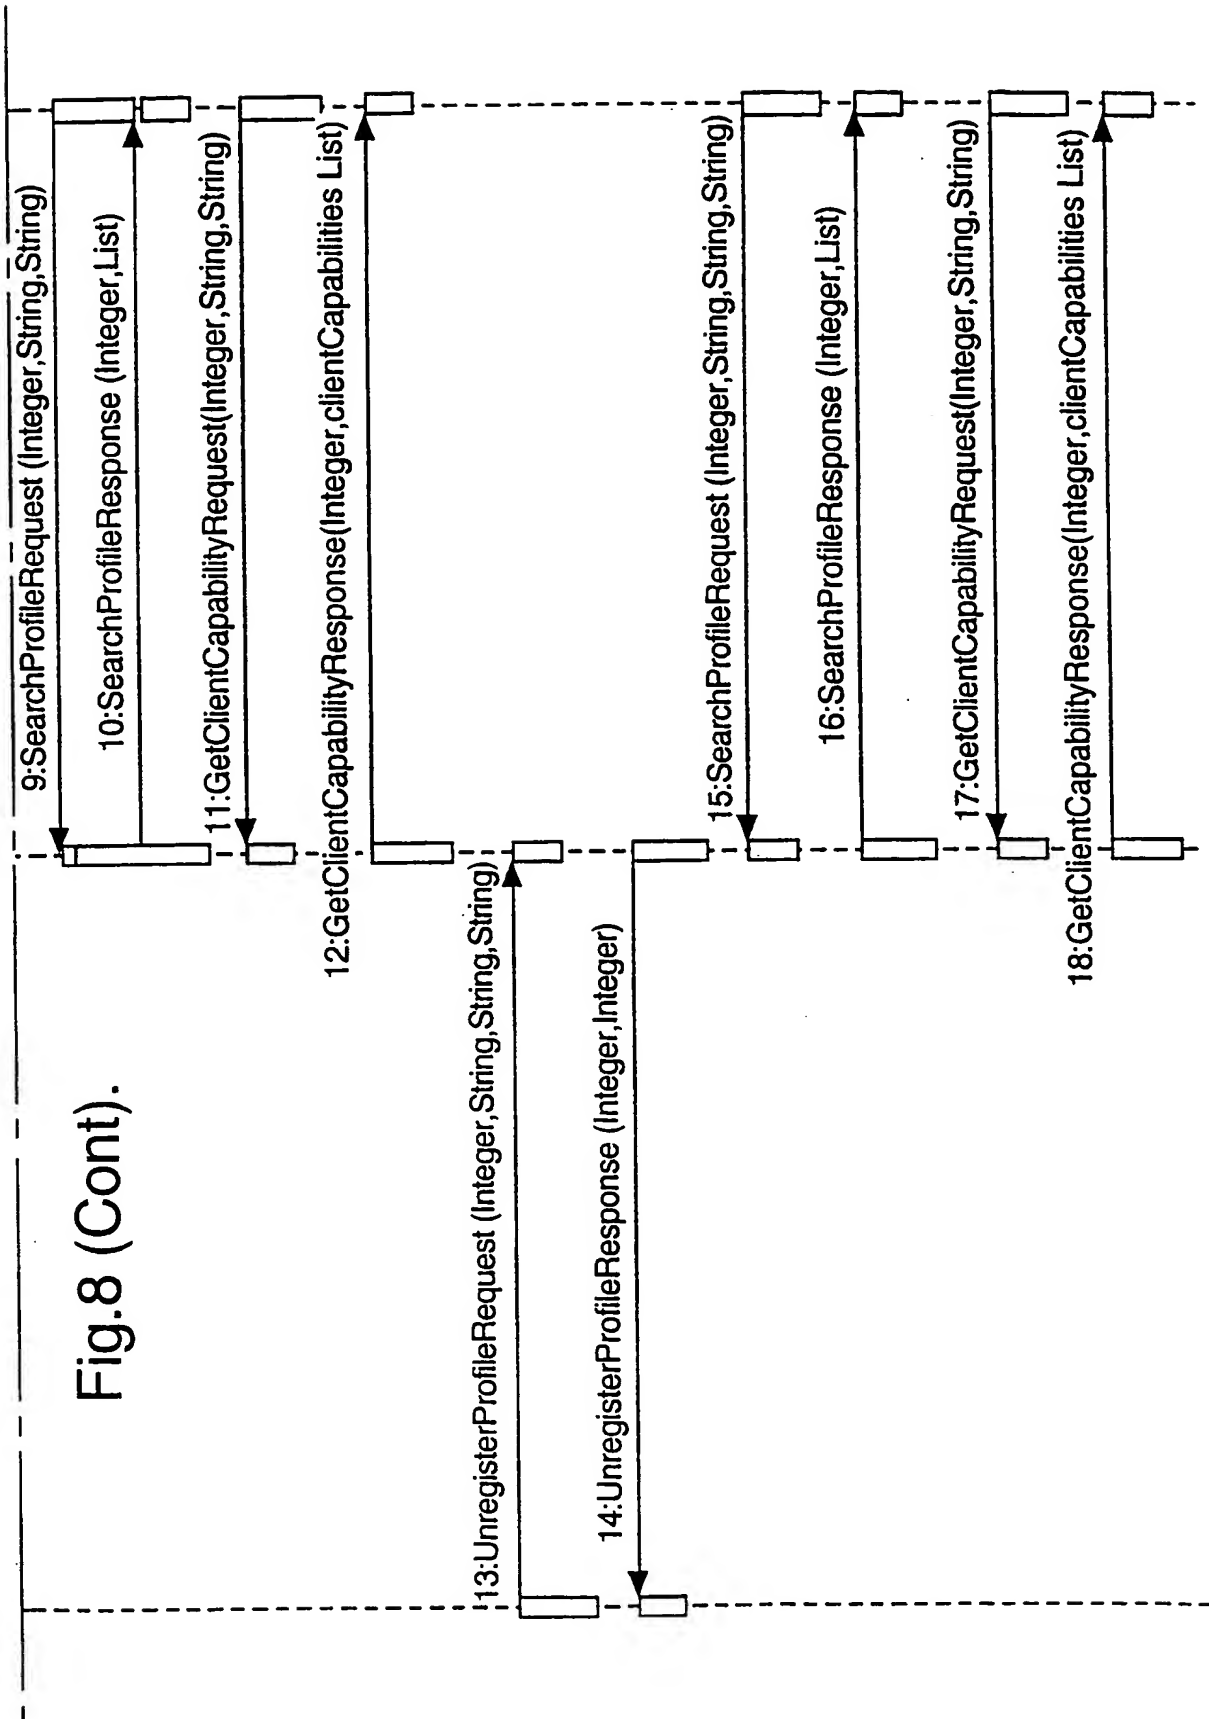 Fig.8 (Cont).
9:SearchProfileRequest (Integer,String,String)
10:SearchProfileResponse (Integer,List)
11:GetClientCapabilityRequest(Integer,String,String)
12:GetClientCapabilityResponse(Integer,clientCapabilities List)
13:UnregisterProfileRequest (Integer,String,String,String)
14:UnregisterProfileResponse (Integer,Integer)
15:SearchProfileRequest (Integer,String,String,String)
16:SearchProfileResponse (Integer,List)
17:GetClientCapabilityRequest(Integer,String,String)
18:GetClientCapabilityResponse(Integer,clientCapabilities List)